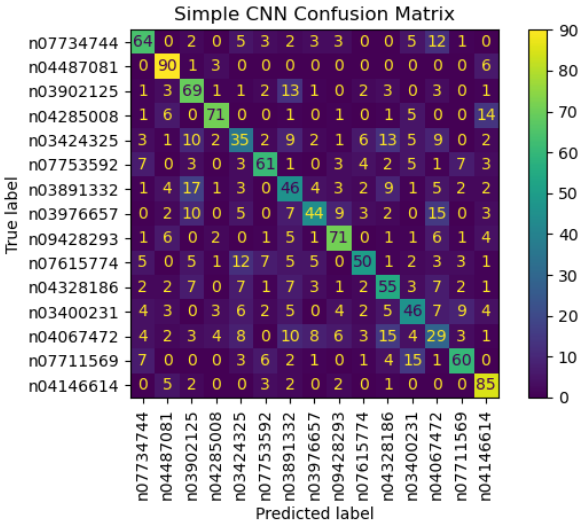 Simple CNN Confusion Matrix
True label
n07734744 64 0 2 0 5 3 2 3 3 0 0 5 12 1 0
n04487081 0 90 1 3 0 0 0 0 0 0 0 0 0 0 6
n03902125 1 3 69 1 1 2 13 1 0 2 3 0 3 0 1
n04285008 1 6 0 71 0 0 1 0 1 0 1 5 0 0 14
n03424325 3 1 10 2 35 2 9 2 1 6 13 5 9 0 2
n07753592 7 0 3 0 3 61 1 0 3 4 2 5 1 7 3
n03891332 1 4 17 1 3 0 46 4 3 2 9 1 5 2 2
n03976657 0 2 10 0 5 0 7 44 9 3 2 0 15 0 3
n09428293 1 6 0 2 0 1 5 1 71 0 1 1 6 1 4
n07615774 5 0 5 1 12 7 5 5 0 50 1 2 3 3 1
n04328186 2 2 7 0 7 1 7 3 1 2 55 3 7 2 1
n03400231 4 3 0 3 6 2 5 0 4 2 5 46 7 9 4
n04067472 4 2 3 4 8 0 10 8 6 3 15 4 29 3 1
n07711569 7 0 0 0 3 6 2 1 0 1 4 15 1 60 0
n04146614 0 5 2 0 0 3 2 0 2 0 1 0 0 0 85
n07734744
n04487081
n03902125
n04285008
n03424325
n07753592
n03891332
n03976657
n09428293
n07615774
n04328186
n03400231
n04067472
n07711569
n04146614
Predicted label
90
80
70
60
50
40
30
20
10
0